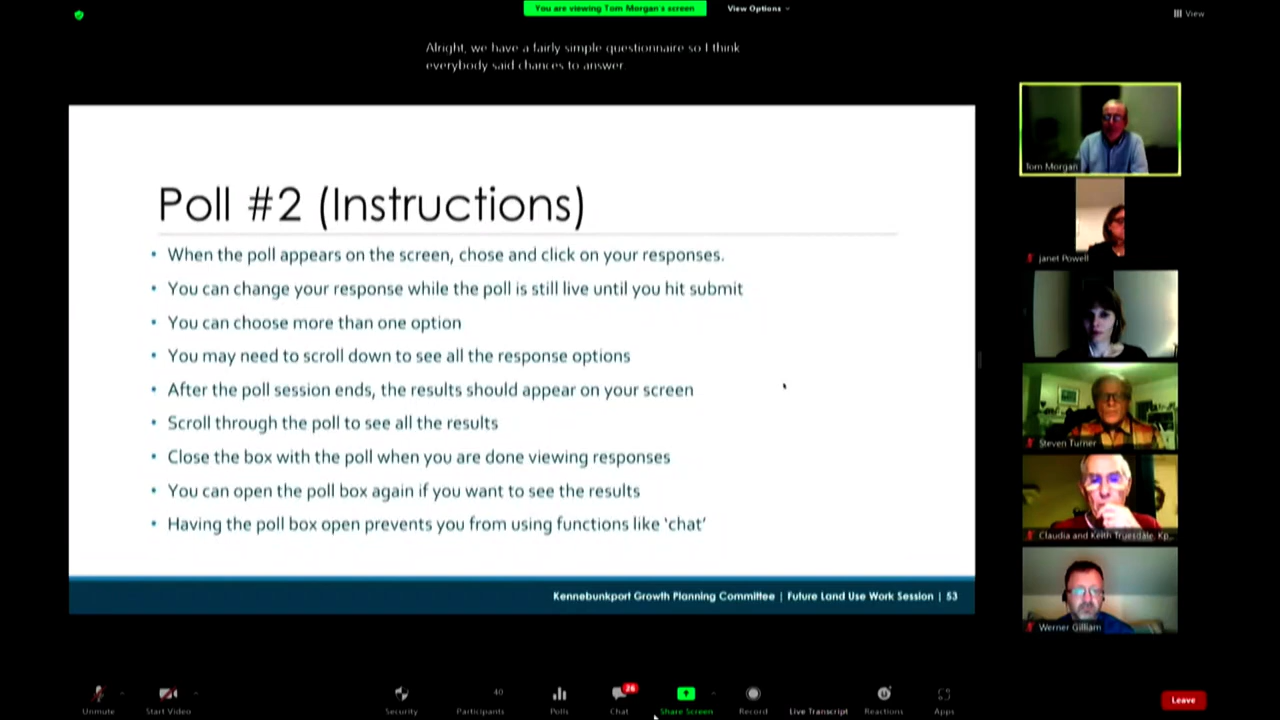 You are viewing Tom Morgan's screen
View Options
View
Alright, we have a fairly simple questionnaire so I think
everybody said chances to answer.
Poll #2 (Instructions)
• When the poll appears on the screen, chose and click on your responses.
• You can change your response while the poll is still live until you hit submit
• You can choose more than one option
• You may need to scroll down to see all the response options
• After the poll session ends, the results should appear on your screen
• Scroll through the poll to see all the results
• Close the box with the poll when you are done viewing responses
• You can open the poll box again if you want to see the results
• Having the poll box open prevents you from using functions like ‘chat’
Kennebunkport Growth Planning Committee | Future Land Use Work Session | 53
Tom Morgan
janet Powell
Steven Turner
Claudia and Keith Truesdale, Kp...
Werner Gilliam
40
26
Unmute
Start Video
Security
Participants
Polls
Chat
Share Screen
Record
Live Transcript
Reactions
Apps
Leave